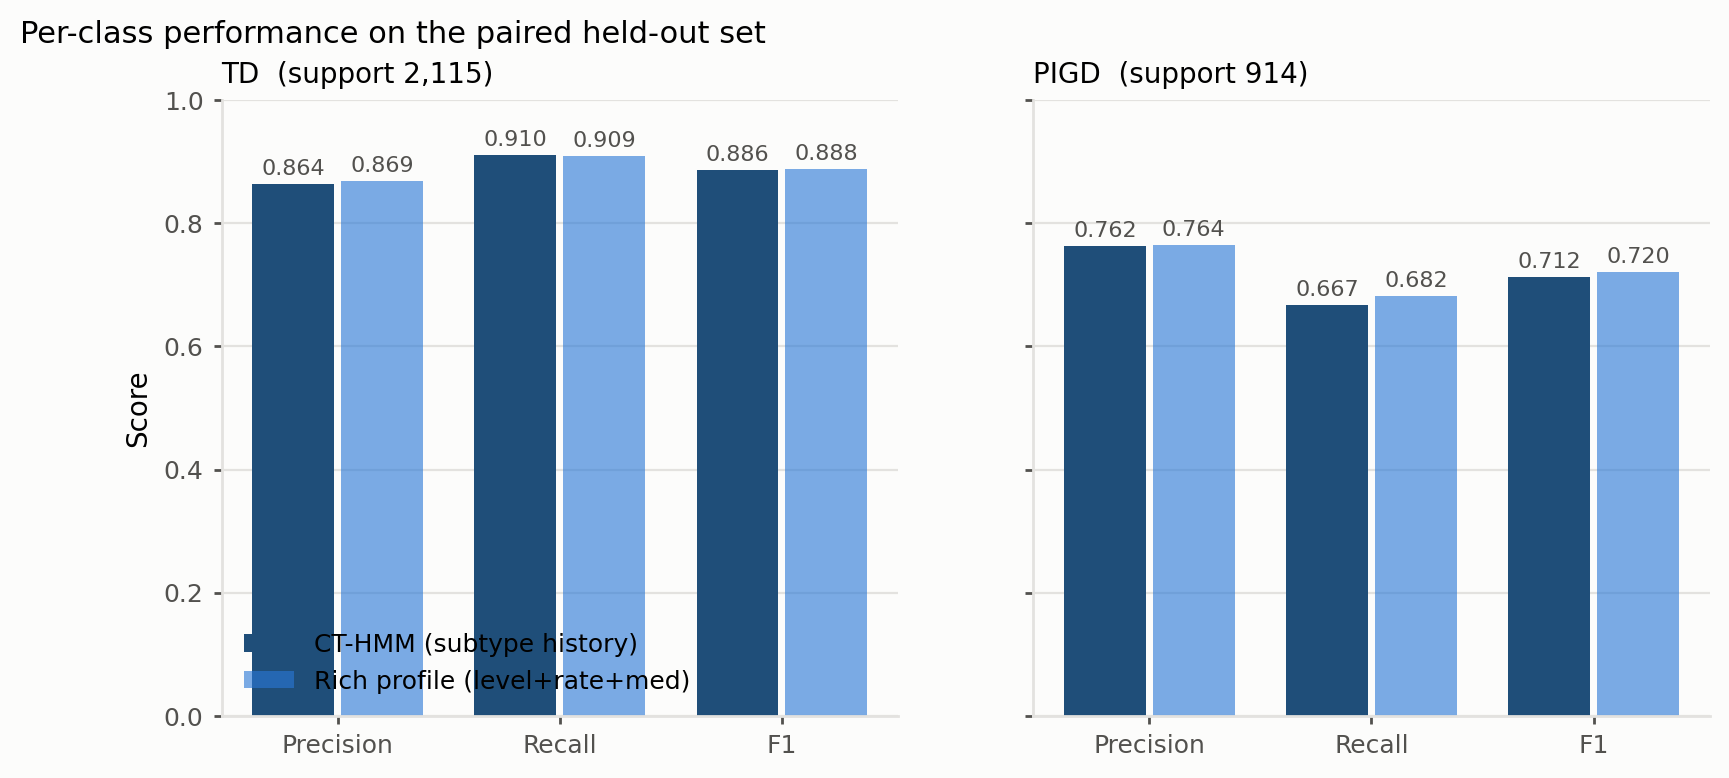 Per-class performance on the paired held-out set
TD (support 2,115)
Score
1.0
0.8
0.6
0.4
0.2
0.0
0.864
0.869
0.910
0.909
0.886
0.888
CT-HMM (subtype history)
Rich profile (level+rate+med)
Precision
Recall
F1
PIGD (support 914)
0.762
0.764
0.667
0.682
0.712
0.720
Precision
Recall
F1